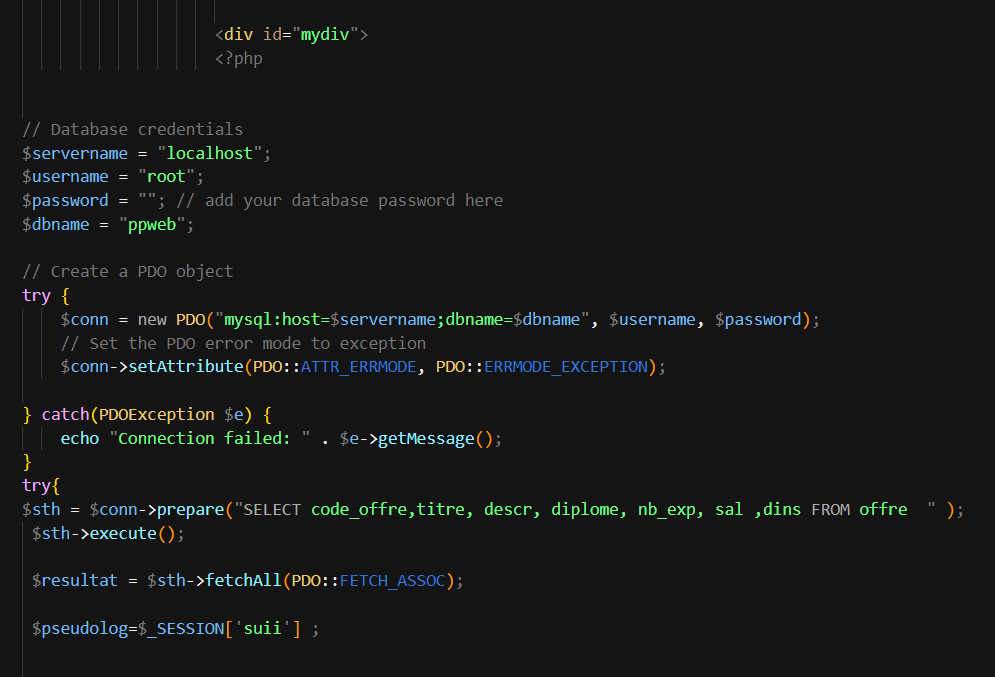 <div id="mydiv">
<?php
// Database credentials
$servername = "localhost";
$username = "root";
$password = ""; // add your database password here
$dbname = "ppweb";
// Create a PDO object
try {
$conn = new PDO("mysql:host=$servername;dbname=$dbname", $username, $password);
// Set the PDO error mode to exception
$conn->setAttribute(PDO::ATTR_ERRMODE, PDO::ERRMODE_EXCEPTION);
} catch(PDOException $e) {
echo "Connection failed: " . $e->getMessage();
}
try{
$sth = $conn->prepare("SELECT code_offre,titre, descr, diplome, nb_exp, sal ,dins FROM offre  " );
$sth->execute();
$resultat = $sth->fetchAll(PDO::FETCH_ASSOC);
$pseudolog=$_SESSION['suii'] ;